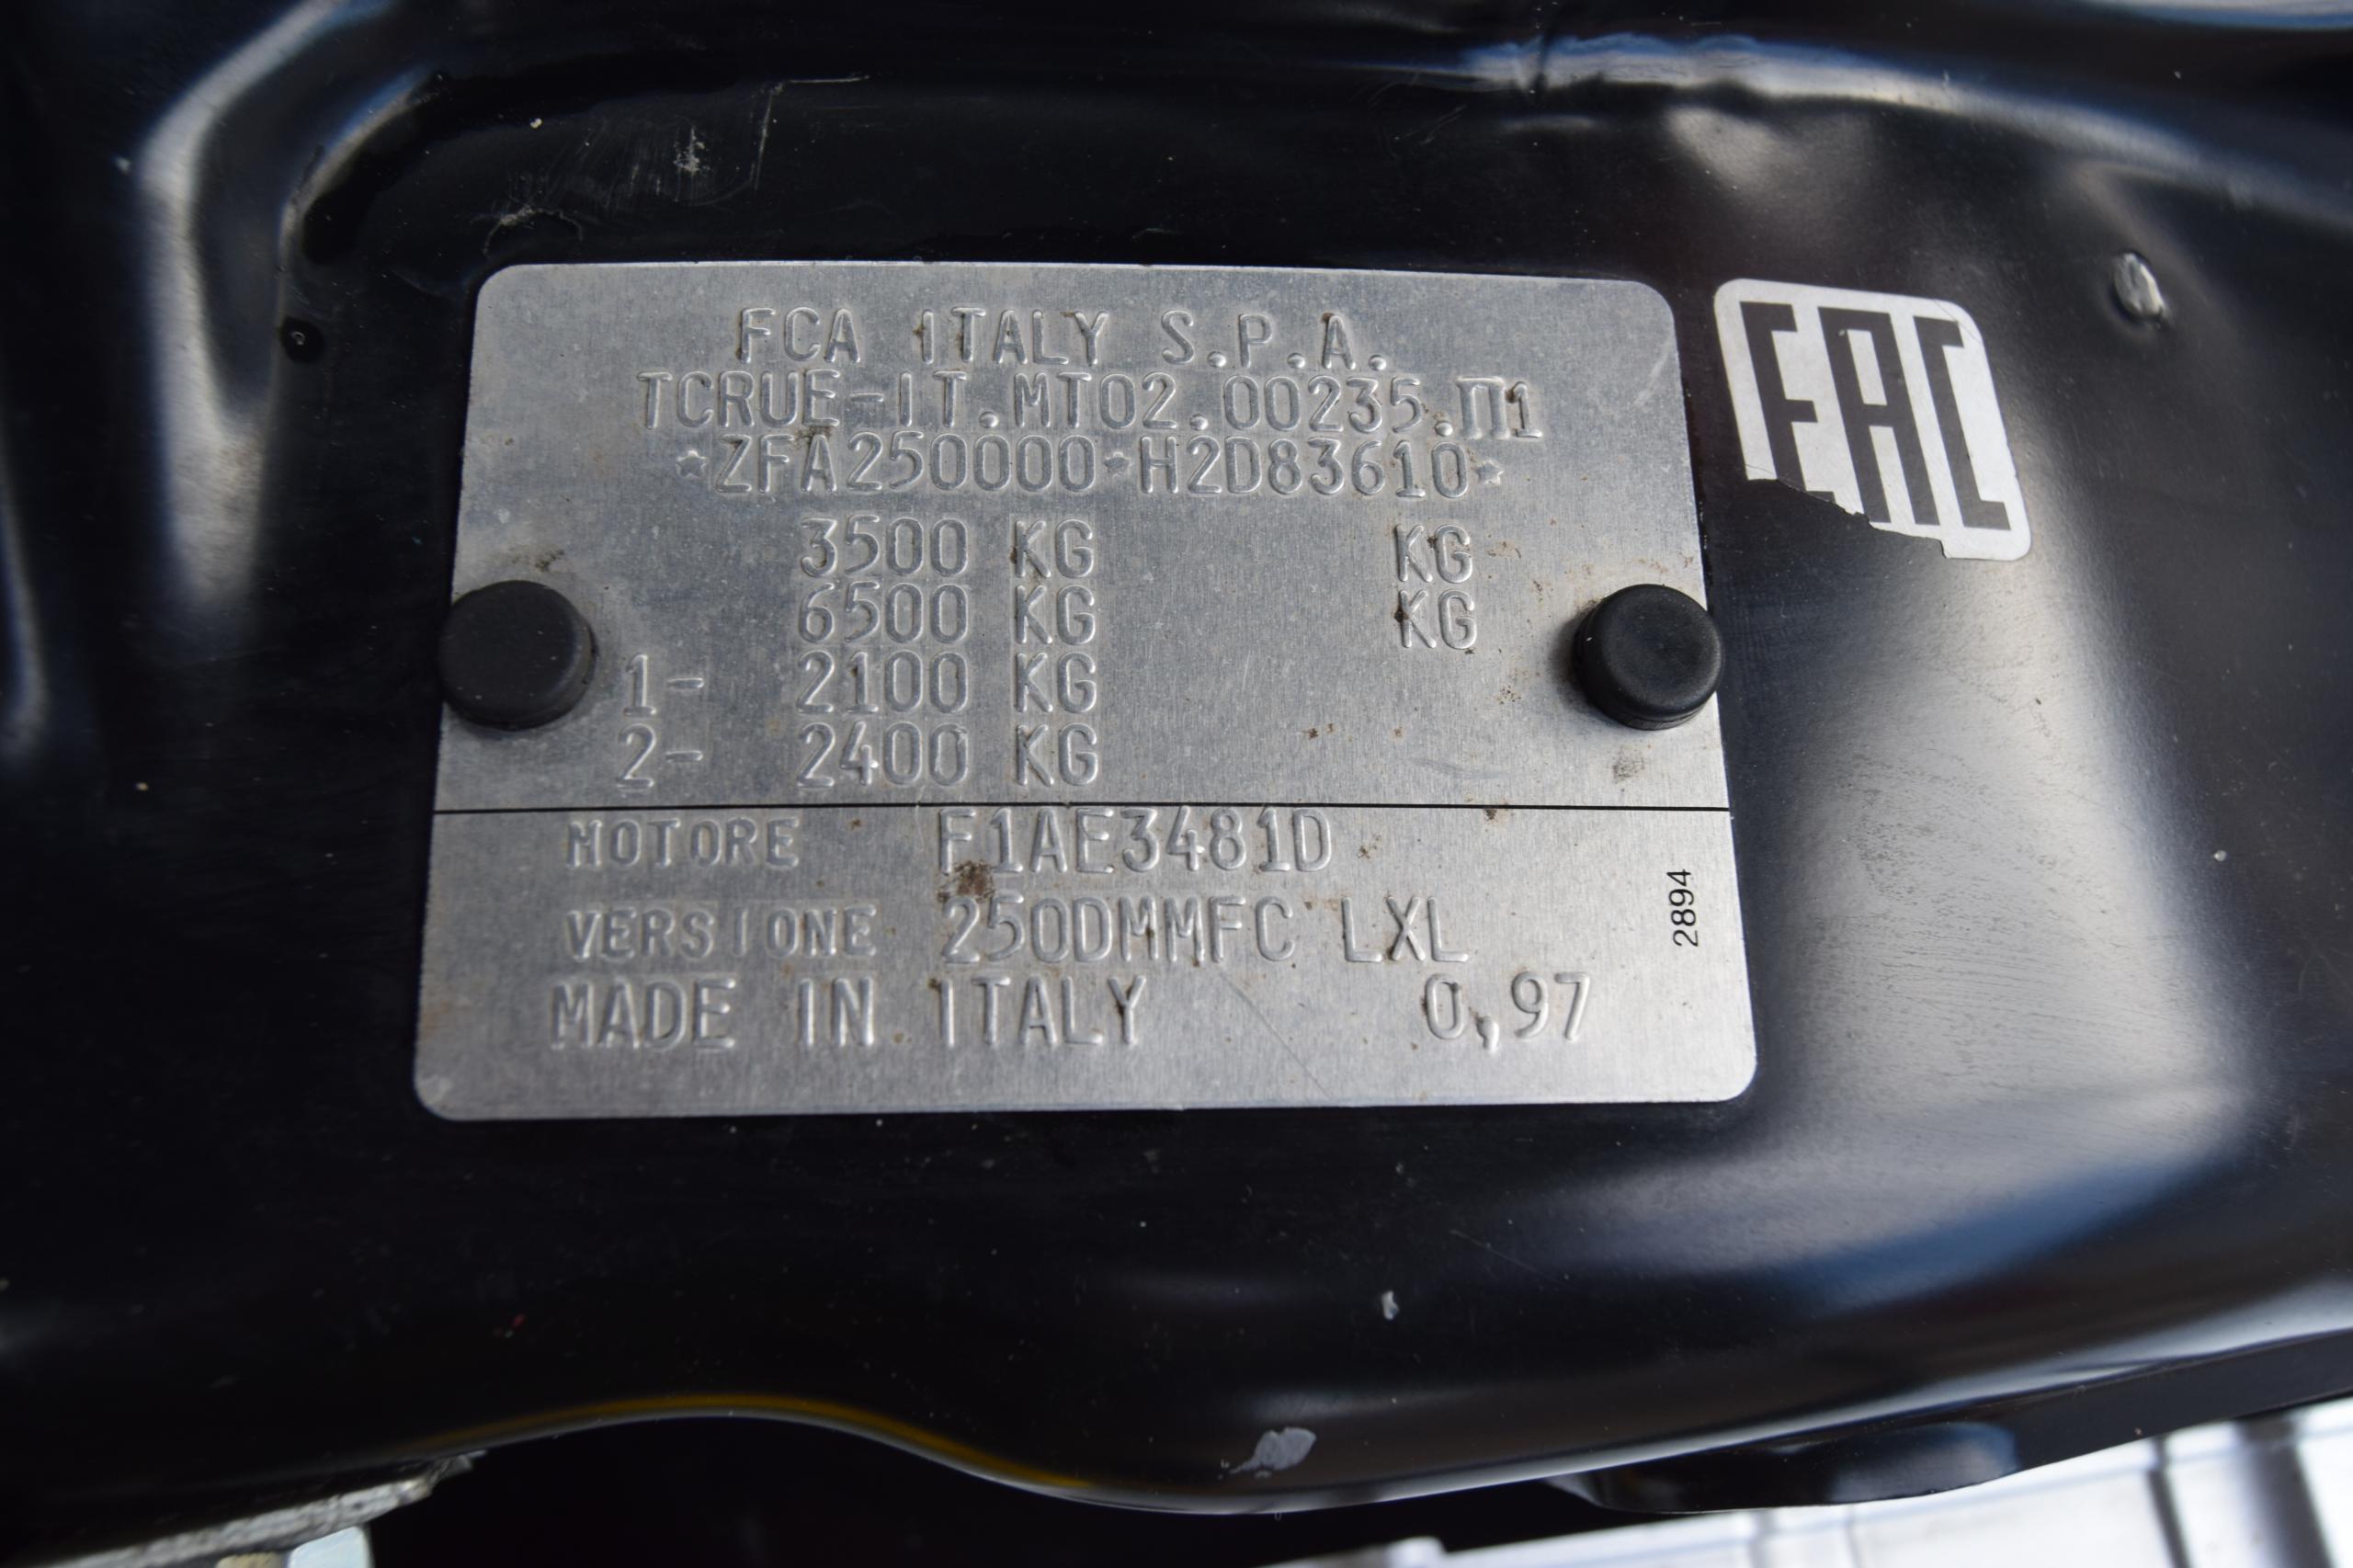 FCA ITALY S.P.A.
TCRUE-IT.MT02.00235.П1
*ZFA250000*H2D83610*
3500 KG KG
6500 KG KG
1- 2100 KG
2- 2400 KG
MOTORE F1AE3481D
VERSIONE 250DMMFC LXL
MADE IN ITALY 0,97
2894
EAC